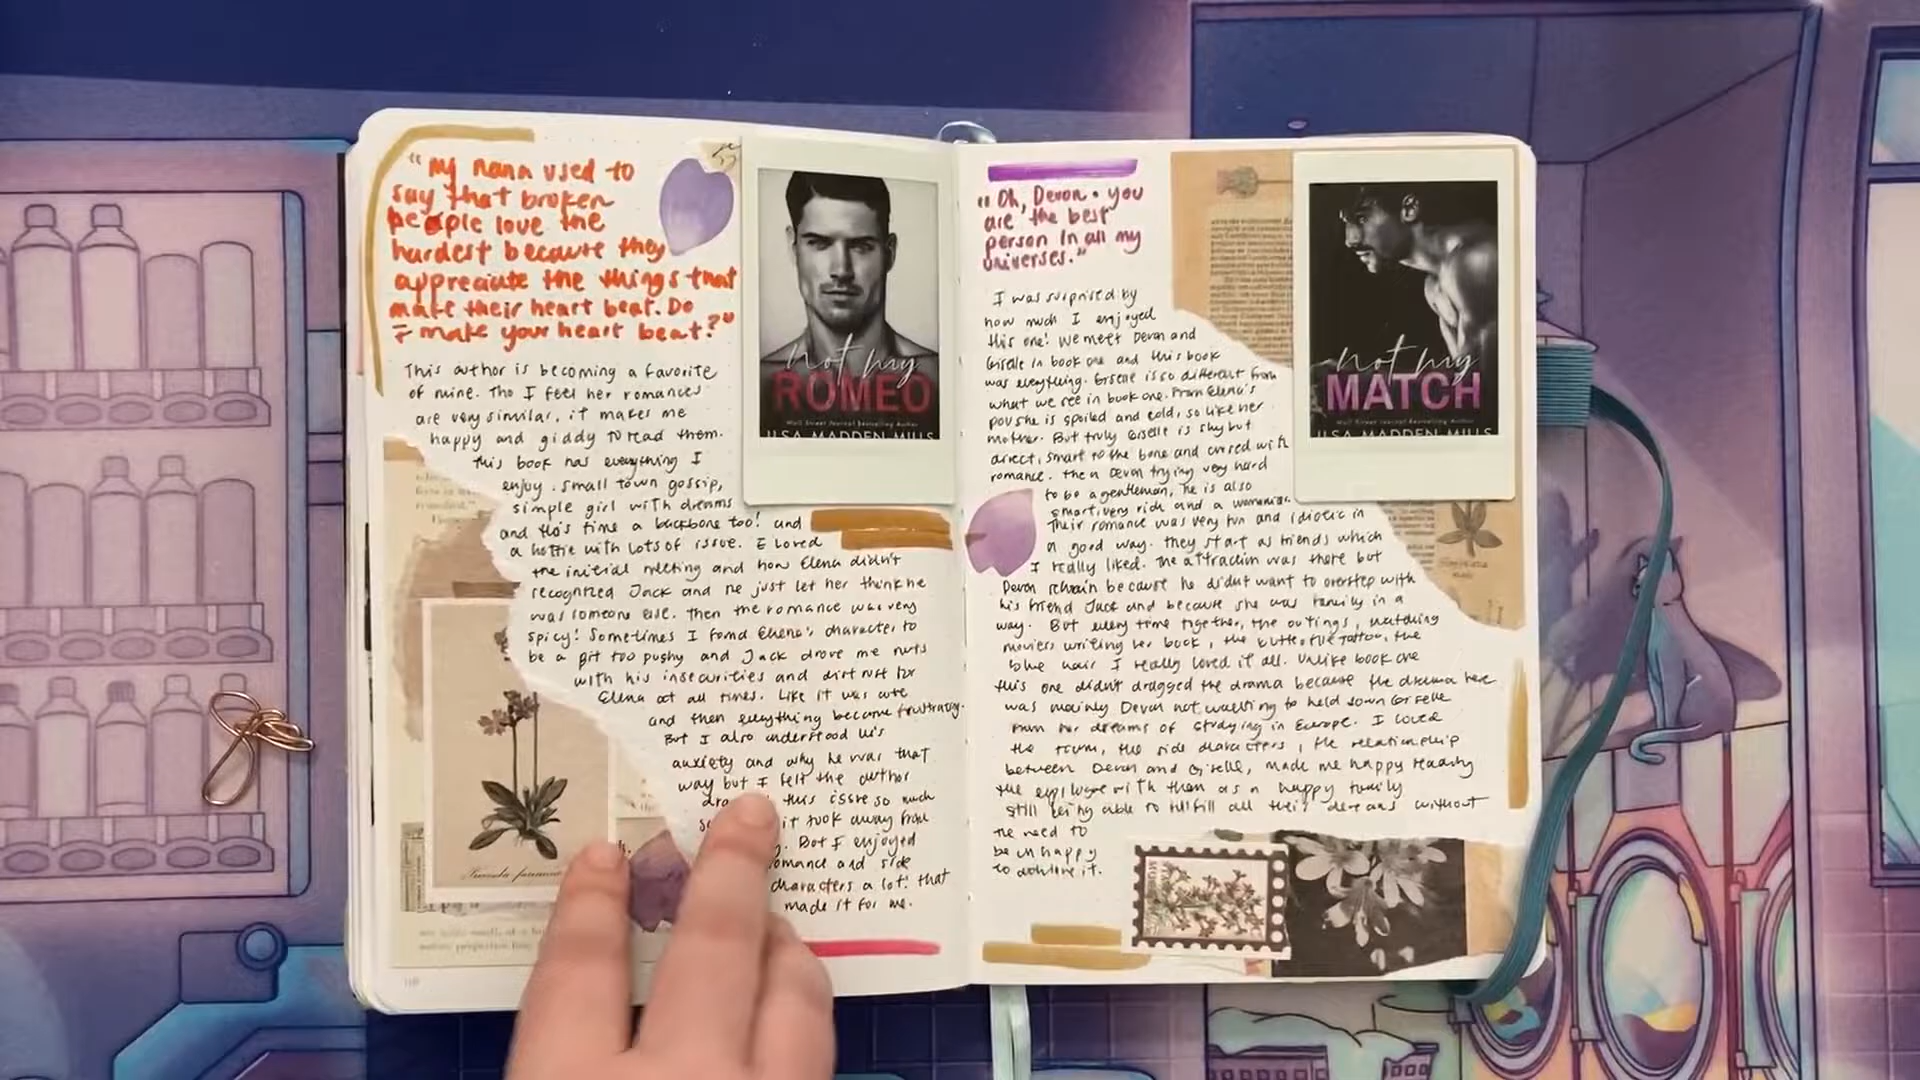 "My nana used to
say that broken
people love the
hardest because they
appreciate the things that
make their heart beat. Do
I make your heart beat?"
not my
ROMEO
Wall Street Journal Bestselling Author
ILSA MADDEN MILLS
This author is becoming a favorite
of mine. Tho I feel her romances
are very similar, it makes me
happy and giddy to read them.
This book has everything I
enjoy. small town gossip,
simple girl with dreams
and a backbone too! and
a hottie with lots of issue. I loved
the initial meeting and how Elena didn't
recognized Jack and he just let her think he
was someone else. Then the romance was very
spicy! Sometimes I found Elena's character to
be a bit too pushy and Jack drove me nuts
with his insecurities and distrust for
Elena at all times. Like it was cute
and then everything became frustrating.
But I also understood his
anxiety and why he was that
way but I felt the author
this issue so much
it took away from
But I enjoyed
romance and side
characters a lot! that
made it for me.
"Oh, Devon. you
are the best
person in all my
universes."
not my
MATCH
Wall Street Journal Bestselling Author
ILSA MADDEN MILLS
I was surprised by
how much I enjoyed
this one! We meet Devon and
Giselle in book one and this book
was everything. Giselle is so different from
what we see in book one. From Elena's
pov she is spoiled and cold, so like her
mother. But truly Giselle is shy but
direct, smart to the bone and cursed with
romance. then Devon trying very hard
to be a gentleman, he is also
smart, very rich and a womanizer.
Their romance was very fun and idiotic in
a good way. they start as friends which
I really liked. The attraction was there but
Devon because he didnt want to overstep with
his friend Jack and because she was family in a
way. But every time together, the outings, watching
movies writing her book, the tattoo, the
blue hair I really loved it all. Unlike book one
this one didn't dragged the drama because the drama here
was mainly Devon not wanting to hold down Giselle
from her dreams of studying in Europe. I loved
the town, the side characters, the relationship
between Devon and Giselle, made me happy reading
the epilogue with them as a happy family
still being able to fulfill all their dreams without
the need to
be unhappy
to achieve it.